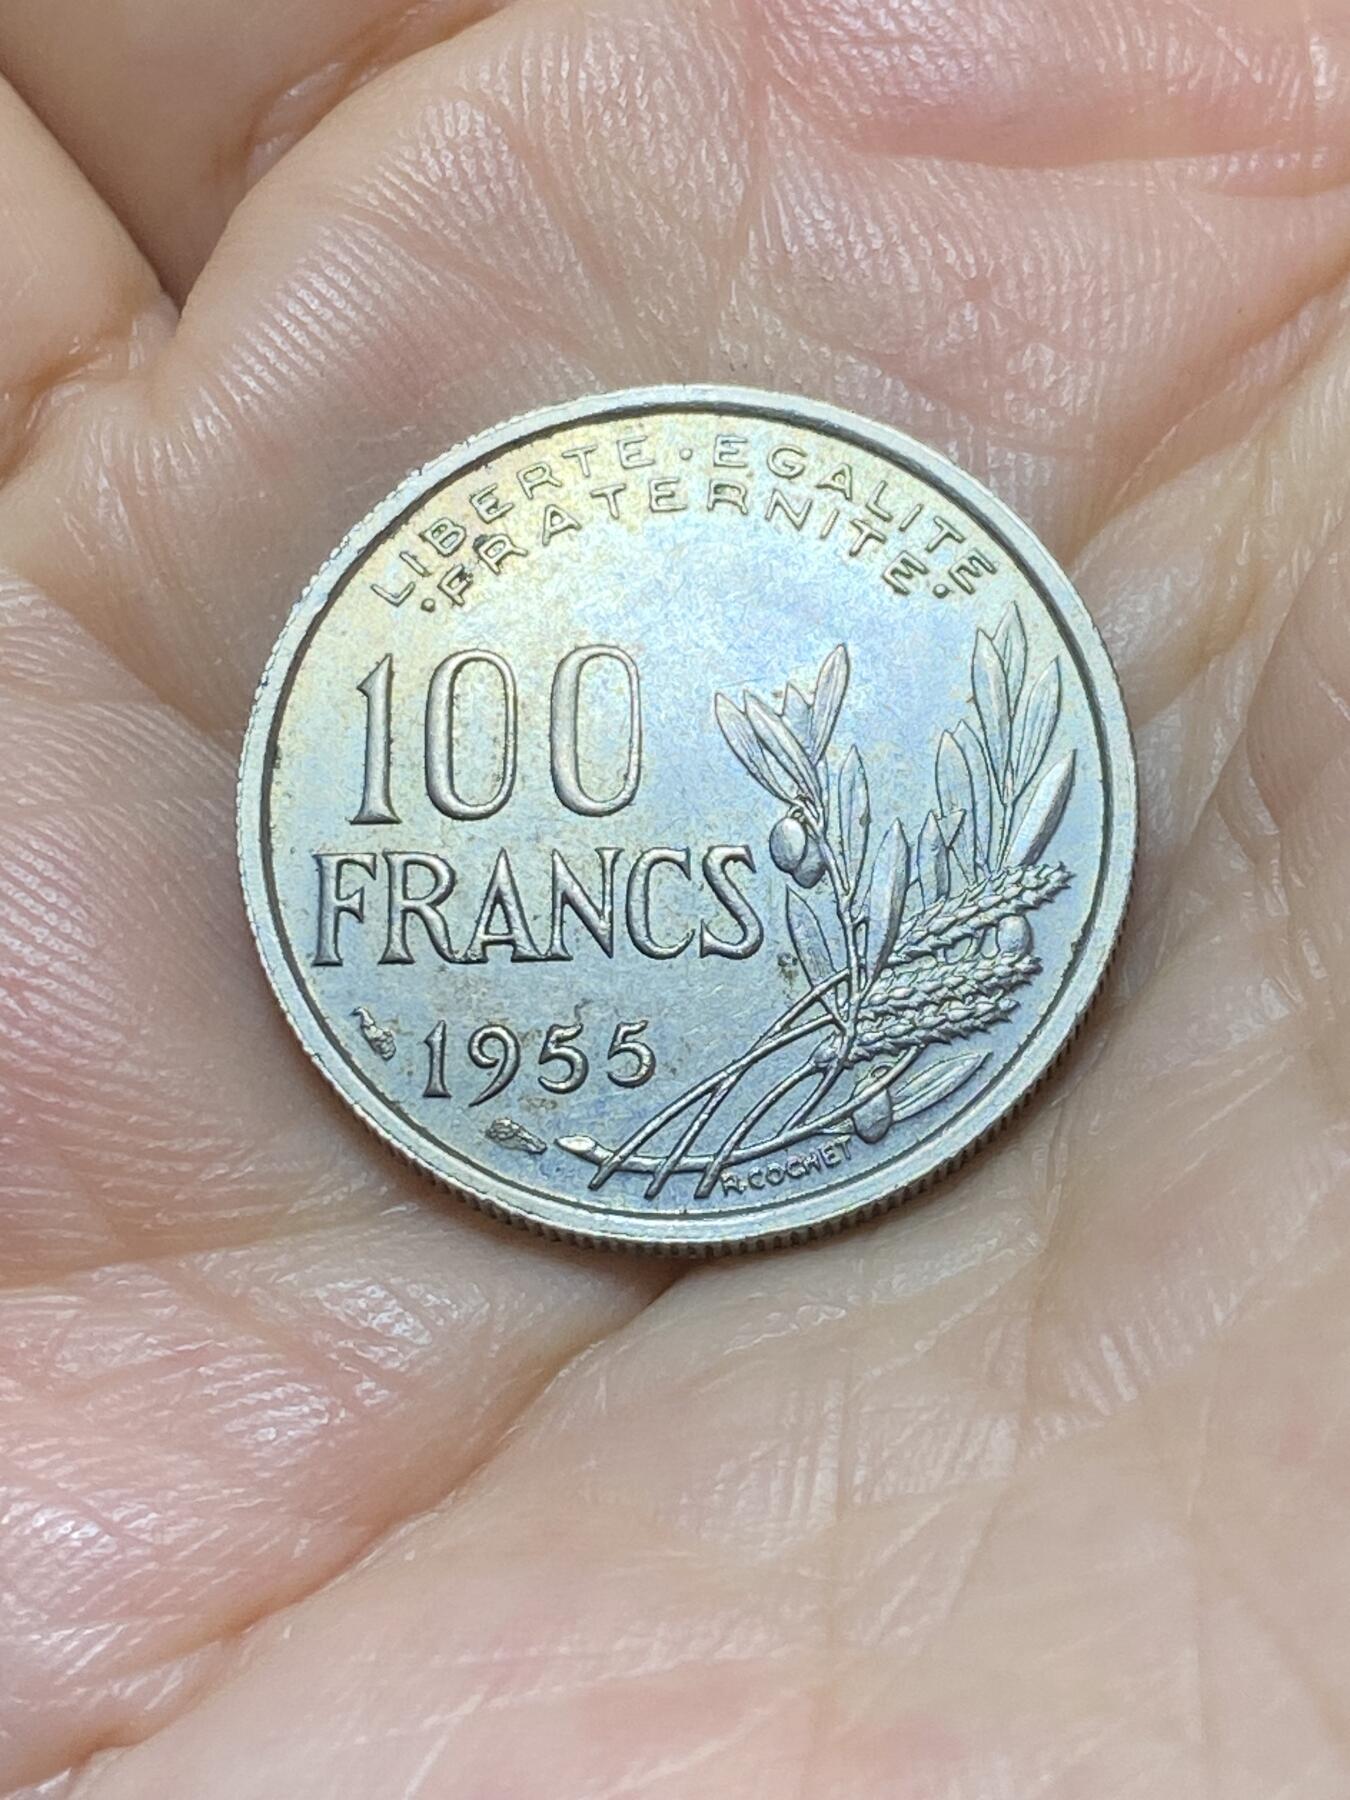 LIBERTE·EGALITE
·FRATERNITE·
100
FRANCS
1955
R.COCHET